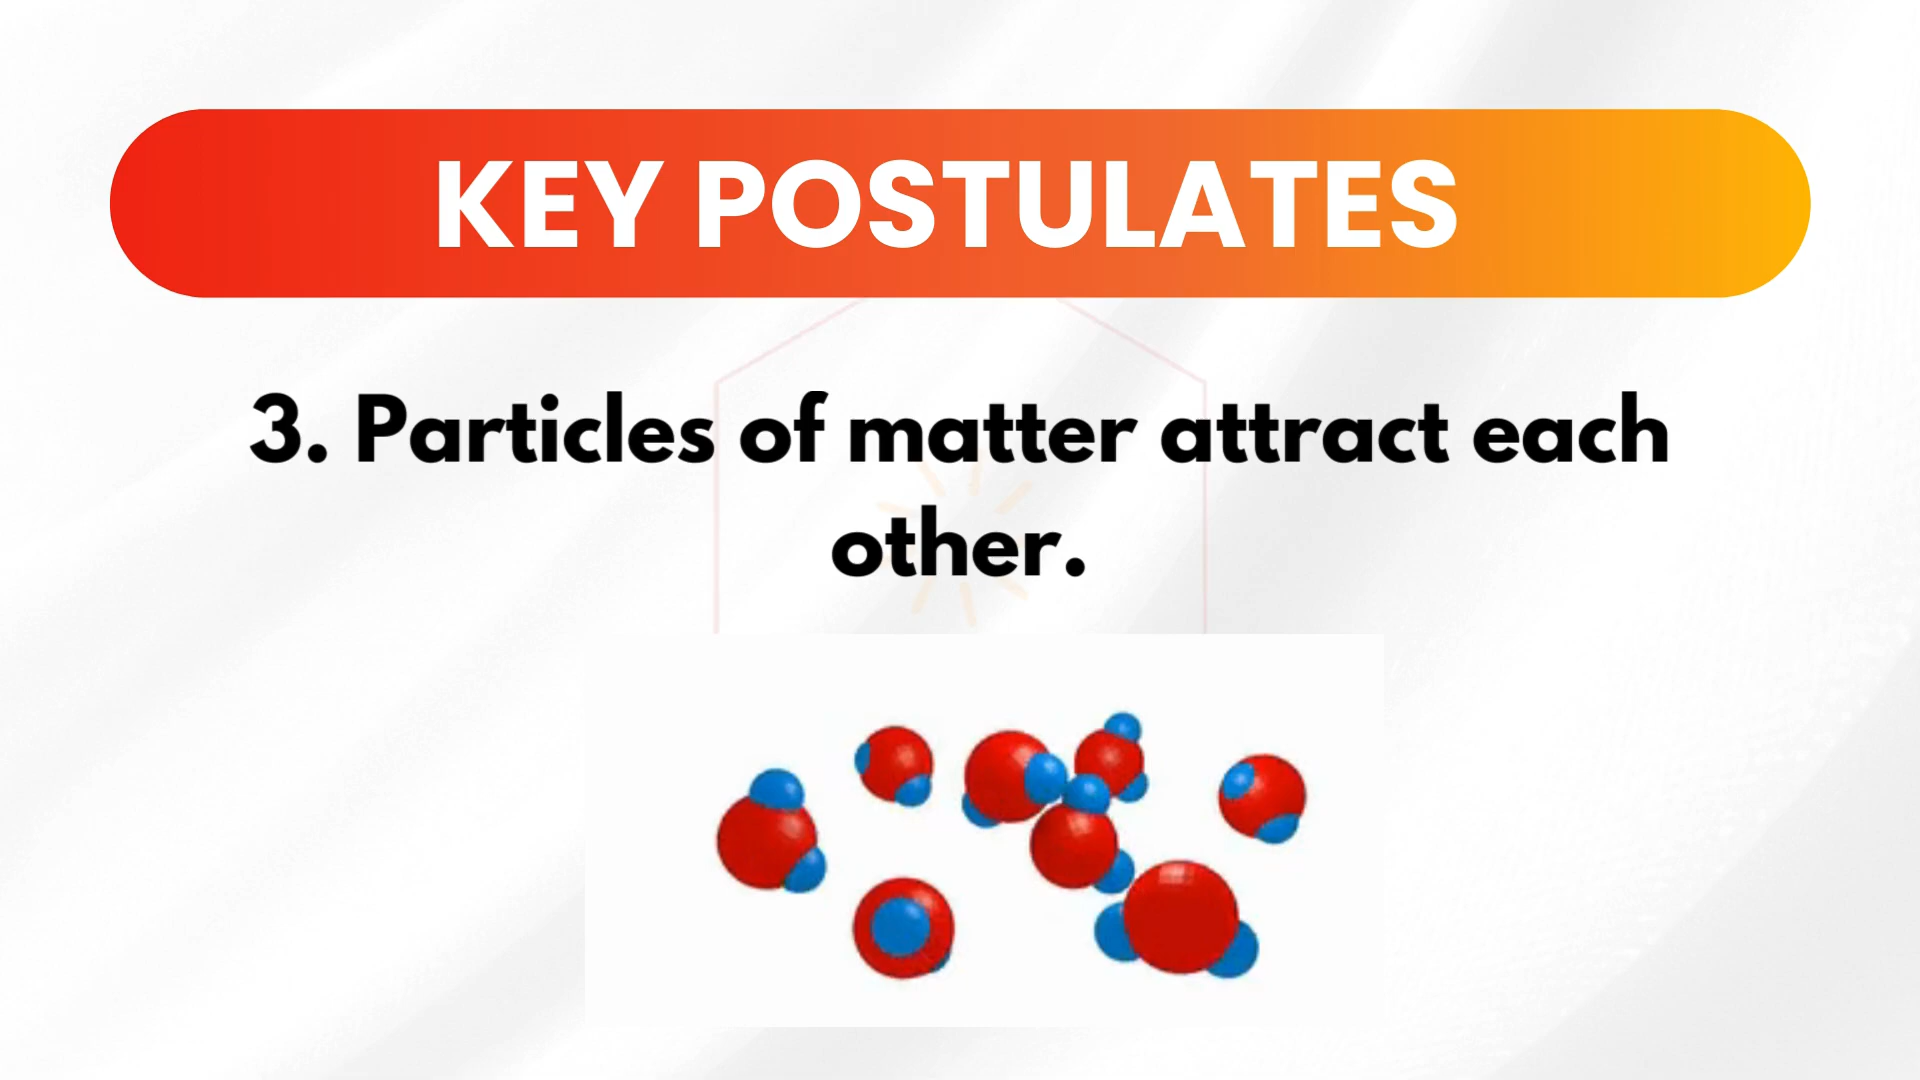 KEY POSTULATES
3. Particles of matter attract each
other.